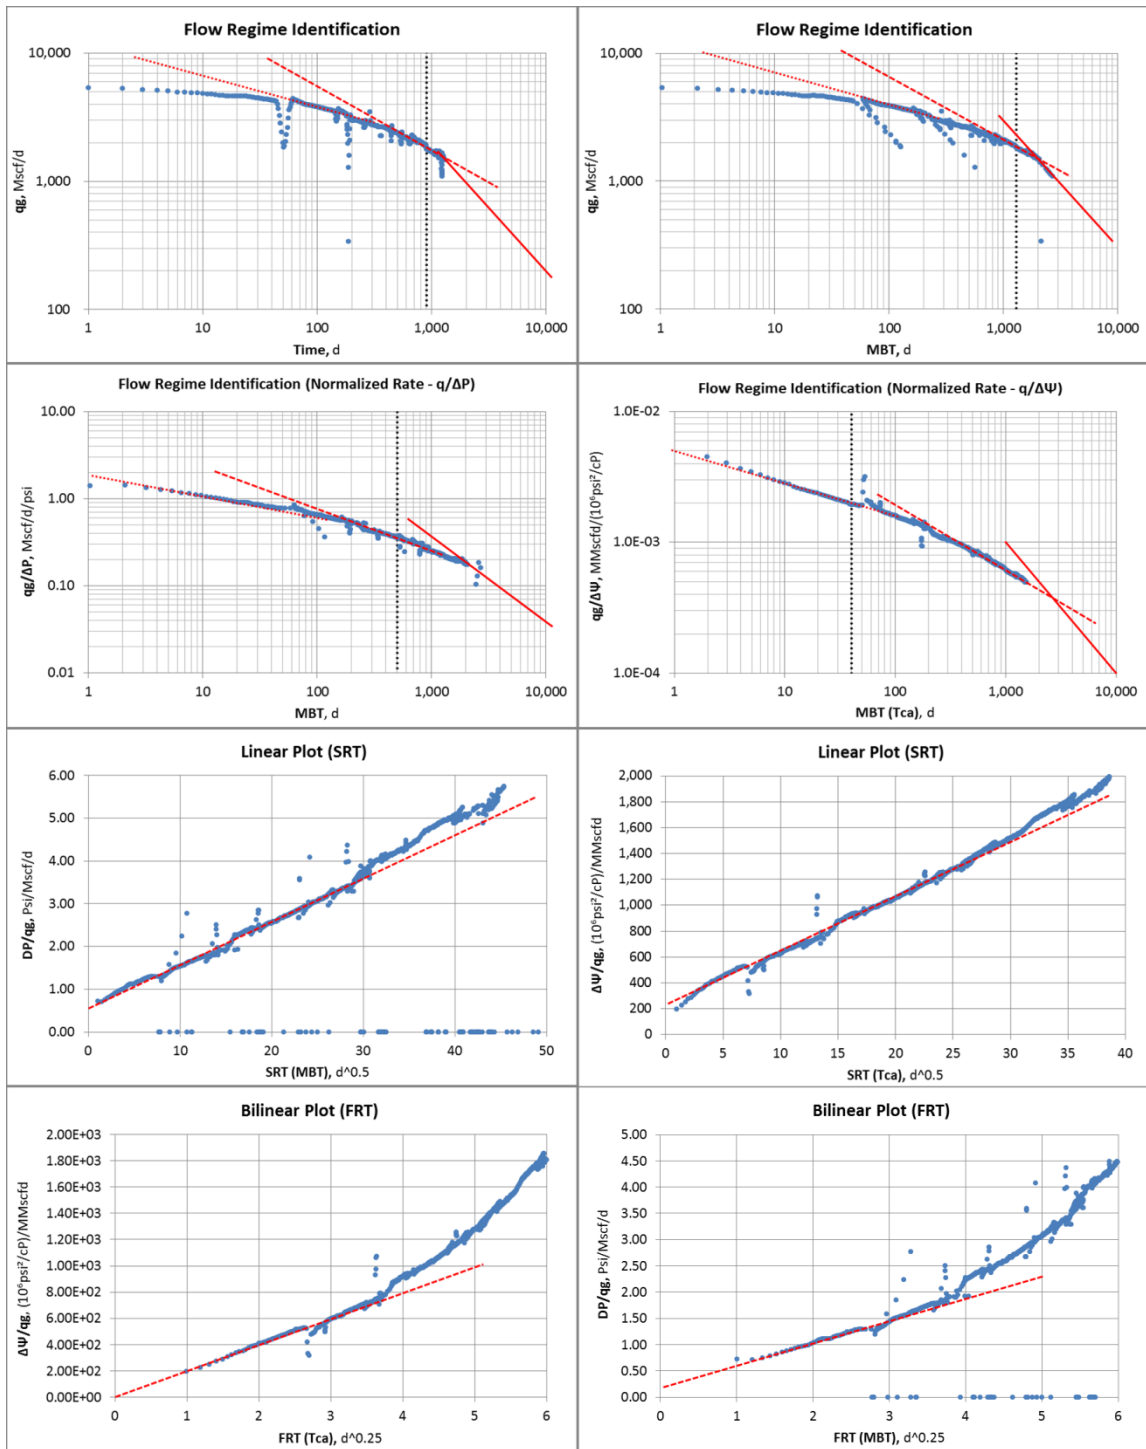 Flow Regime Identification
10,000
1,000
100
qg, Mscf/d
1 10 100 1,000 10,000
Time, d
Flow Regime Identification
10,000
1,000
100
qg, Mscf/d
1 10 100 1,000 10,000
MBT, d
Flow Regime Identification (Normalized Rate - q/ΔP)
10.00
1.00
0.10
0.01
qg/ΔP, Mscf/d/psi
1 10 100 1,000 10,000
MBT, d
Flow Regime Identification (Normalized Rate - q/ΔΨ)
1.0E-02
1.0E-03
1.0E-04
qg/ΔΨ, MMscfd/(10⁶psi²/cP)
1 10 100 1,000 10,000
MBT (Tca), d
Linear Plot (SRT)
6.00
5.00
4.00
3.00
2.00
1.00
0.00
DP/qg, Psi/Mscf/d
0 10 20 30 40 50
SRT (MBT), d^0.5
Linear Plot (SRT)
2,000
1,800
1,600
1,400
1,200
1,000
800
600
400
200
0
ΔΨ/qg, (10⁶psi²/cP)/MMscfd
0 5 10 15 20 25 30 35 40
SRT (Tca), d^0.5
Bilinear Plot (FRT)
2.00E+03
1.80E+03
1.60E+03
1.40E+03
1.20E+03
1.00E+03
8.00E+02
6.00E+02
4.00E+02
2.00E+02
0.00E+00
ΔΨ/qg, (10⁶psi²/cP)/MMscfd
0 1 2 3 4 5 6
FRT (Tca), d^0.25
Bilinear Plot (FRT)
5.00
4.50
4.00
3.50
3.00
2.50
2.00
1.50
1.00
0.50
0.00
DP/qg, Psi/Mscf/d
0 1 2 3 4 5 6
FRT (MBT), d^0.25